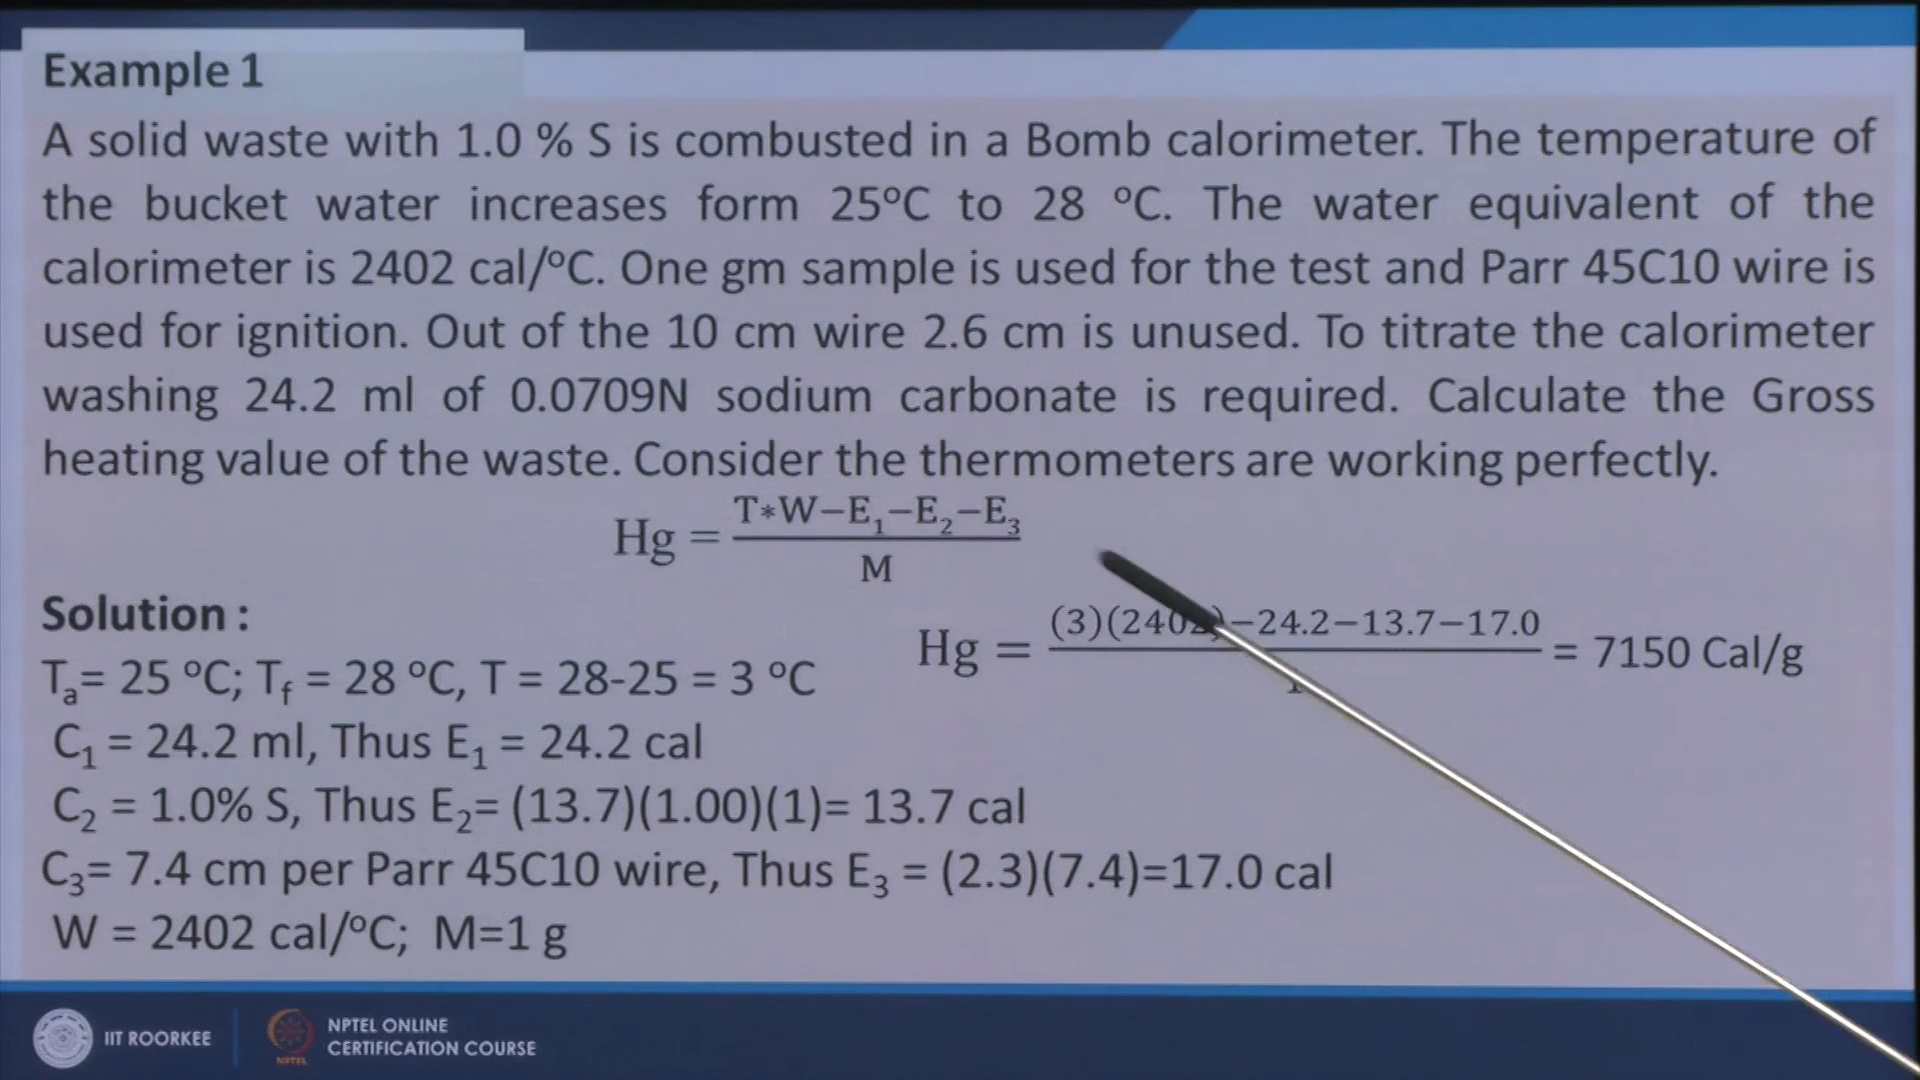 Example 1
A solid waste with 1.0 % S is combusted in a Bomb calorimeter. The temperature of
the bucket water increases form 25°C to 28 °C. The water equivalent of the
calorimeter is 2402 cal/°C. One gm sample is used for the test and Parr 45C10 wire is
used for ignition. Out of the 10 cm wire 2.6 cm is unused. To titrate the calorimeter
washing 24.2 ml of 0.0709N sodium carbonate is required. Calculate the Gross
heating value of the waste. Consider the thermometers are working perfectly.
Hg = T*W−E₁−E₂−E₃
M
Solution :
Hg = (3)(2402)−24.2−13.7−17.0 = 7150 Cal/g
Tₐ= 25 °C; T_f = 28 °C, T = 28-25 = 3 °C
C₁ = 24.2 ml, Thus E₁ = 24.2 cal
C₂ = 1.0% S, Thus E₂= (13.7)(1.00)(1)= 13.7 cal
C₃= 7.4 cm per Parr 45C10 wire, Thus E₃ = (2.3)(7.4)=17.0 cal
W = 2402 cal/°C; M=1 g
IIT ROORKEE
NPTEL ONLINE
CERTIFICATION COURSE
NPTEL